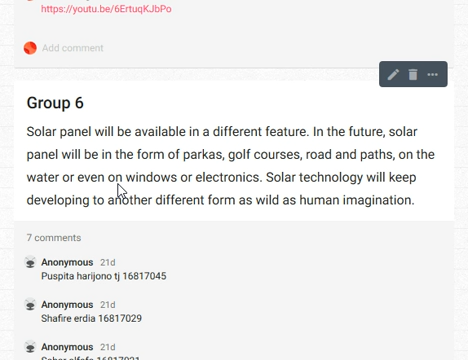 https://youtu.be/6ErtuqKJbPo
Add comment
Group 6
Solar panel will be available in a different feature. In the future, solar
panel will be in the form of parkas, golf courses, road and paths, on the
water or even on windows or electronics. Solar technology will keep
developing to another different form as wild as human imagination.
7 comments
Anonymous 21d
Puspita harijono tj 16817045
Anonymous 21d
Shafire erdia 16817029
Anonymous 21d